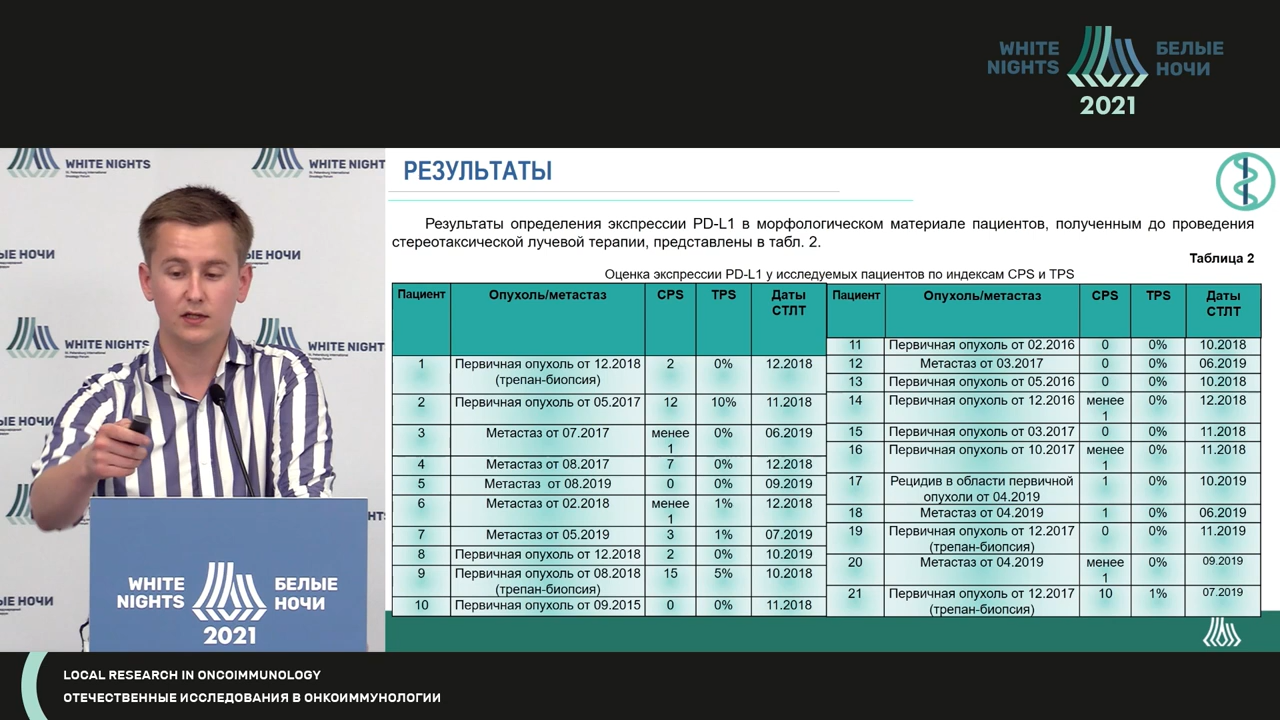 WHITE NIGHTS
БЕЛЫЕ НОЧИ
2021
WHITE NIGHTS
WHITE NIGHT
РЕЗУЛЬТАТЫ
Результаты определения экспрессии PD-L1 в морфологическом материале пациентов, полученным до проведения
стереотаксической лучевой терапии, представлены в табл. 2.
Таблица 2
Оценка экспрессии PD-L1 у исследуемых пациентов по индексам CPS и TPS
Пациент Опухоль/метастаз CPS TPS Даты СТЛТ
1 Первичная опухоль от 12.2018 (трепан-биопсия) 2 0% 12.2018
2 Первичная опухоль от 05.2017 12 10% 11.2018
3 Метастаз от 07.2017 менее 1 0% 06.2019
4 Метастаз от 08.2017 7 0% 12.2018
5 Метастаз от 08.2019 0 0% 09.2019
6 Метастаз от 02.2018 менее 1 1% 12.2018
7 Метастаз от 05.2019 3 1% 07.2019
8 Первичная опухоль от 12.2018 2 0% 10.2019
9 Первичная опухоль от 08.2018 (трепан-биопсия) 15 5% 10.2018
10 Первичная опухоль от 09.2015 0 0% 11.2018
Пациент Опухоль/метастаз CPS TPS Даты СТЛТ
11 Первичная опухоль от 02.2016 0 0% 10.2018
12 Метастаз от 03.2017 0 0% 06.2019
13 Первичная опухоль от 05.2016 0 0% 10.2018
14 Первичная опухоль от 12.2016 менее 1 0% 12.2018
15 Первичная опухоль от 03.2017 0 0% 11.2018
16 Первичная опухоль от 10.2017 менее 1 0% 11.2018
17 Рецидив в области первичной опухоли от 04.2019 1 0% 10.2019
18 Метастаз от 04.2019 1 0% 06.2019
19 Первичная опухоль от 12.2017 (трепан-биопсия) 0 0% 11.2019
20 Метастаз от 04.2019 менее 1 0% 09.2019
21 Первичная опухоль от 12.2017 (трепан-биопсия) 10 1% 07.2019
WHITE NIGHTS
БЕЛЫЕ НОЧИ
2021
LOCAL RESEARCH IN ONCOIMMUNOLOGY
ОТЕЧЕСТВЕННЫЕ ИССЛЕДОВАНИЯ В ОНКОИММУНОЛОГИИ